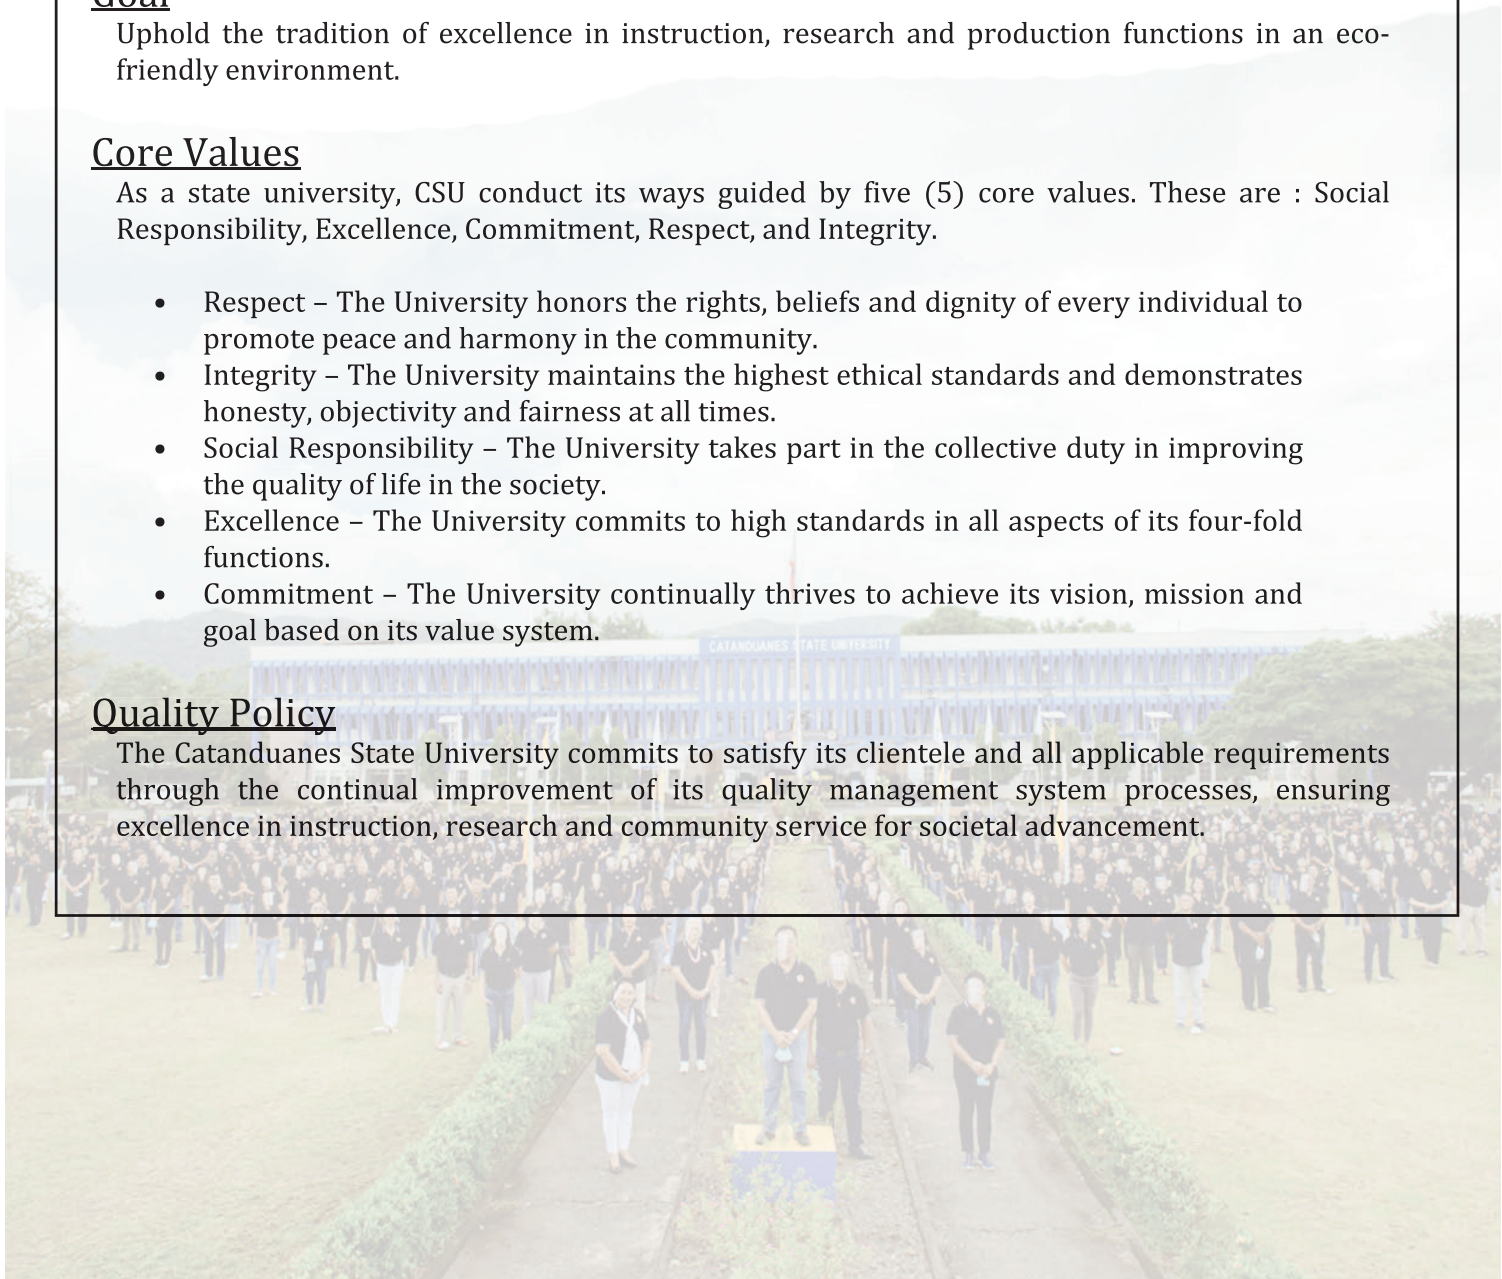 Goal
Uphold the tradition of excellence in instruction, research and production functions in an eco-
friendly environment.
Core Values
As a state university, CSU conduct its ways guided by five (5) core values. These are : Social
Responsibility, Excellence, Commitment, Respect, and Integrity.
• Respect – The University honors the rights, beliefs and dignity of every individual to
promote peace and harmony in the community.
• Integrity – The University maintains the highest ethical standards and demonstrates
honesty, objectivity and fairness at all times.
• Social Responsibility – The University takes part in the collective duty in improving
the quality of life in the society.
• Excellence – The University commits to high standards in all aspects of its four-fold
functions.
• Commitment – The University continually thrives to achieve its vision, mission and
goal based on its value system.
CATANDUANES STATE UNIVERSITY
Quality Policy
The Catanduanes State University commits to satisfy its clientele and all applicable requirements
through the continual improvement of its quality management system processes, ensuring
excellence in instruction, research and community service for societal advancement.